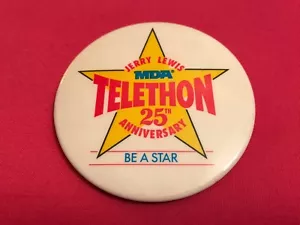 JERRY LEWIS
MDA®
TELETHON
25TH
ANNIVERSARY
BE A STAR